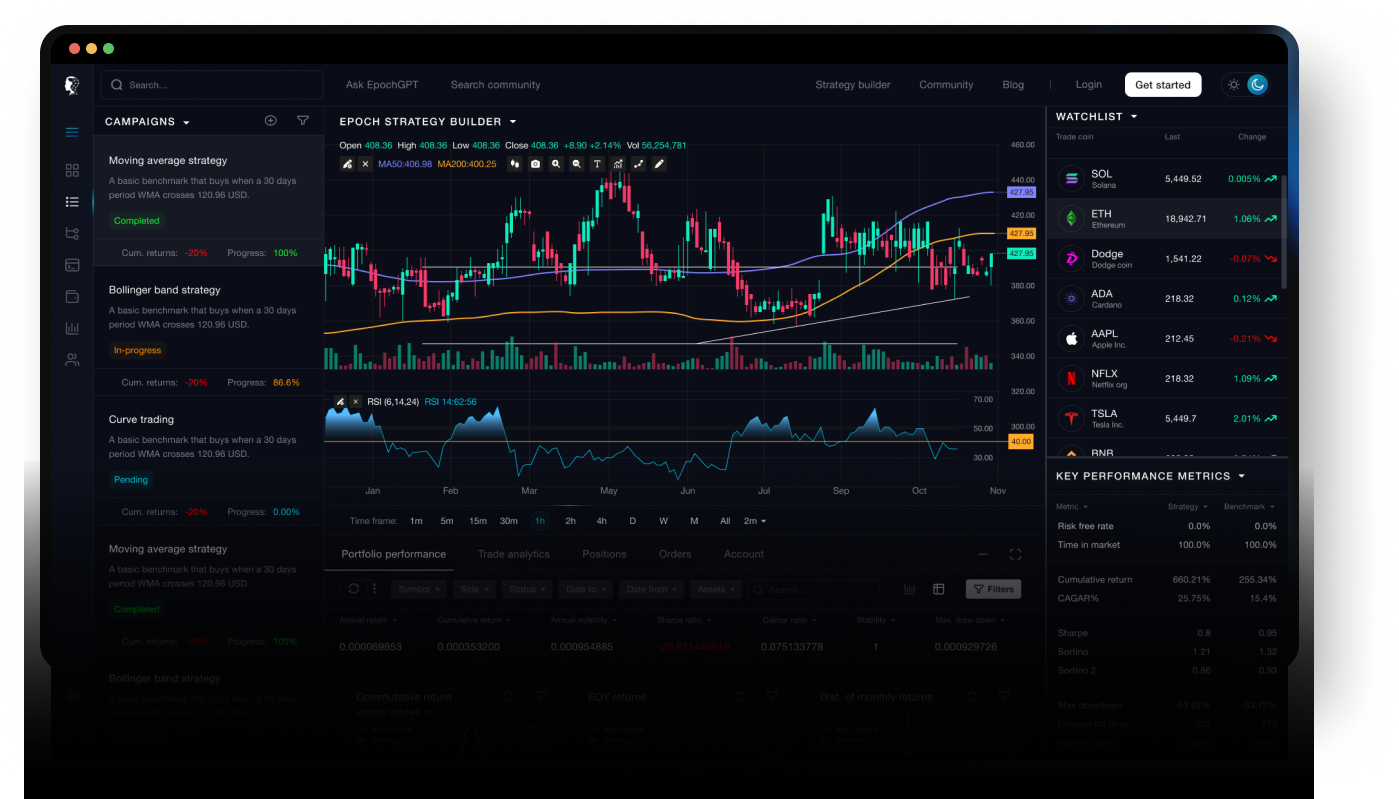 Search...
Ask EpochGPT
Search community
Strategy builder
Community
Blog
Login
Get started
CAMPAIGNS
Moving average strategy
A basic benchmark that buys when a 30 days
period WMA crosses 120.96 USD.
Completed
Cum. returns: -20% Progress: 100%
Bollinger band strategy
A basic benchmark that buys when a 30 days
period WMA crosses 120.96 USD.
In-progress
Cum. returns: -20% Progress: 86.6%
Curve trading
A basic benchmark that buys when a 30 days
period WMA crosses 120.96 USD.
Pending
Cum. returns: -20% Progress: 0.00%
Moving average strategy
A basic benchmark that buys when a 30 days
period WMA crosses 120.96 USD.
Completed
Cum. returns: -20% Progress: 100%
Bollinger band strategy
A basic benchmark that buys when a 30 days
EPOCH STRATEGY BUILDER
Open 408.36 High 408.36 Low 408.36 Close 408.36 +8.90 +2.14% Vol 56,254,781
MA50:406.98 MA200:400.25
T
460.00
440.00
427.95
420.00
427.95
427.95
380.00
360.00
340.00
320.00
RSI (6,14,24) RSI 14:62:56
70.00
50.00
300.00
40.00
30.00
Jan Feb Mar May Jun Jul Sep Oct Nov
Time frame: 1m 5m 15m 30m 1h 2h 4h D W M All 2m
Portfolio performance Trade analytics Positions Orders Account
Symbol Side Status Date to Date from Assets Search... Filters
Annual return Cumulative return Annual volatility Sharpe ratio Calmar ratio Stability Max. draw down
0.000069853 0.000353200 0.000954885 0.075133778 1 0.000929726
Commutative return
EOY returns
Dist. of monthly returns
WATCHLIST
Trade coin Last Change
SOL
Solana
5,449.52 0.005%
ETH
Ethereum
18,942.71 1.06%
Dodge
Dodge coin
1,541.22 -0.07%
ADA
Cardano
218.32 0.12%
AAPL
Apple Inc.
212.45 -0.21%
NFLX
Netflix org
218.32 1.09%
TSLA
Tesla Inc.
5,449.7 2.01%
BNB
KEY PERFORMANCE METRICS
Metric Strategy Benchmark
Risk free rate 0.0% 0.0%
Time in market 100.0% 100.0%
Cumulative return 660.21% 255.34%
CAGAR% 25.75% 15.4%
Sharpe 0.8 0.95
Sortino 1.21 1.32
Sortino 2 0.86 0.93
Max drawdown -53.62% -33.72%
Longest dd days